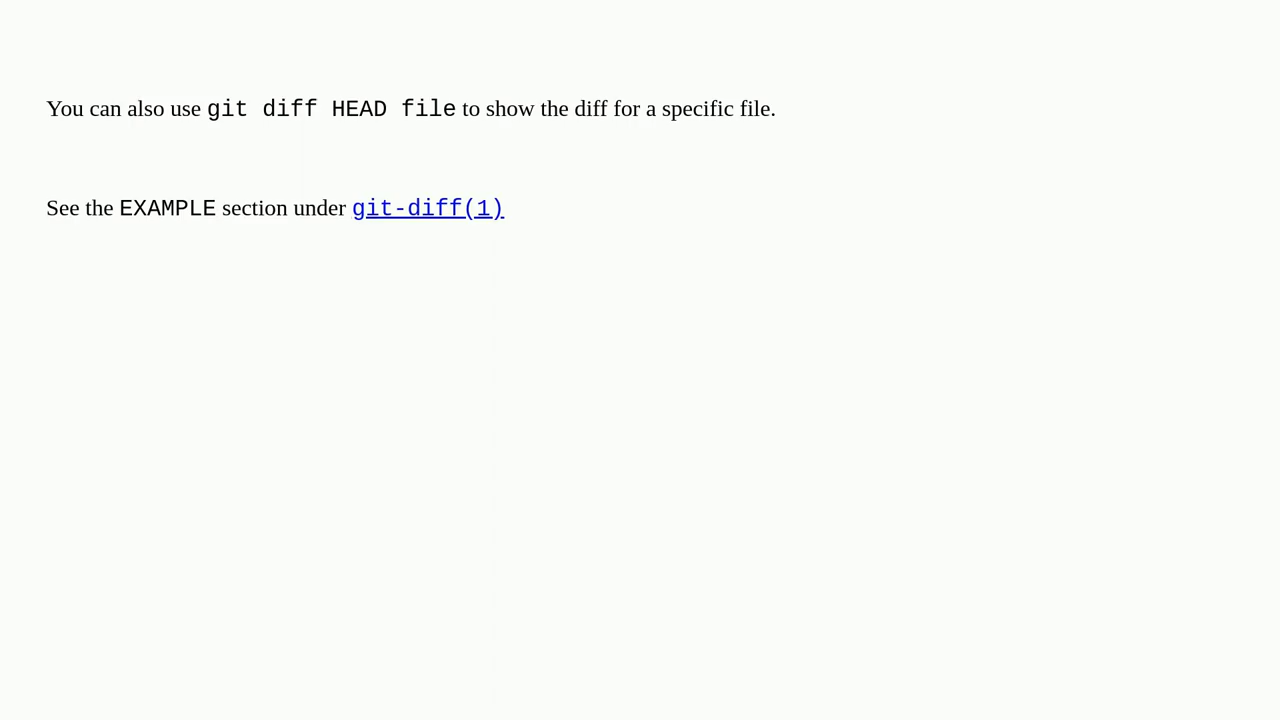 You can also use git diff HEAD file to show the diff for a specific file.
See the EXAMPLE section under git-diff(1)